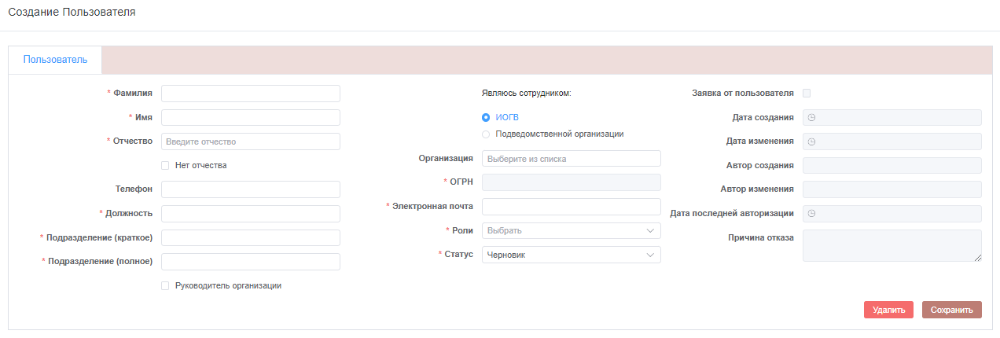 Создание Пользователя
Пользователь
* Фамилия
* Имя
* Отчество
Введите отчество
Нет отчества
Телефон
* Должность
* Подразделение (краткое)
* Подразделение (полное)
Руководитель организации
Являюсь сотрудником:
ИОГВ
Подведомственной организации
Организация
Выберите из списка
* ОГРН
* Электронная почта
* Роли
Выбрать
* Статус
Черновик
Заявка от пользователя
Дата создания
Дата изменения
Автор создания
Автор изменения
Дата последней авторизации
Причина отказа
Удалить
Сохранить